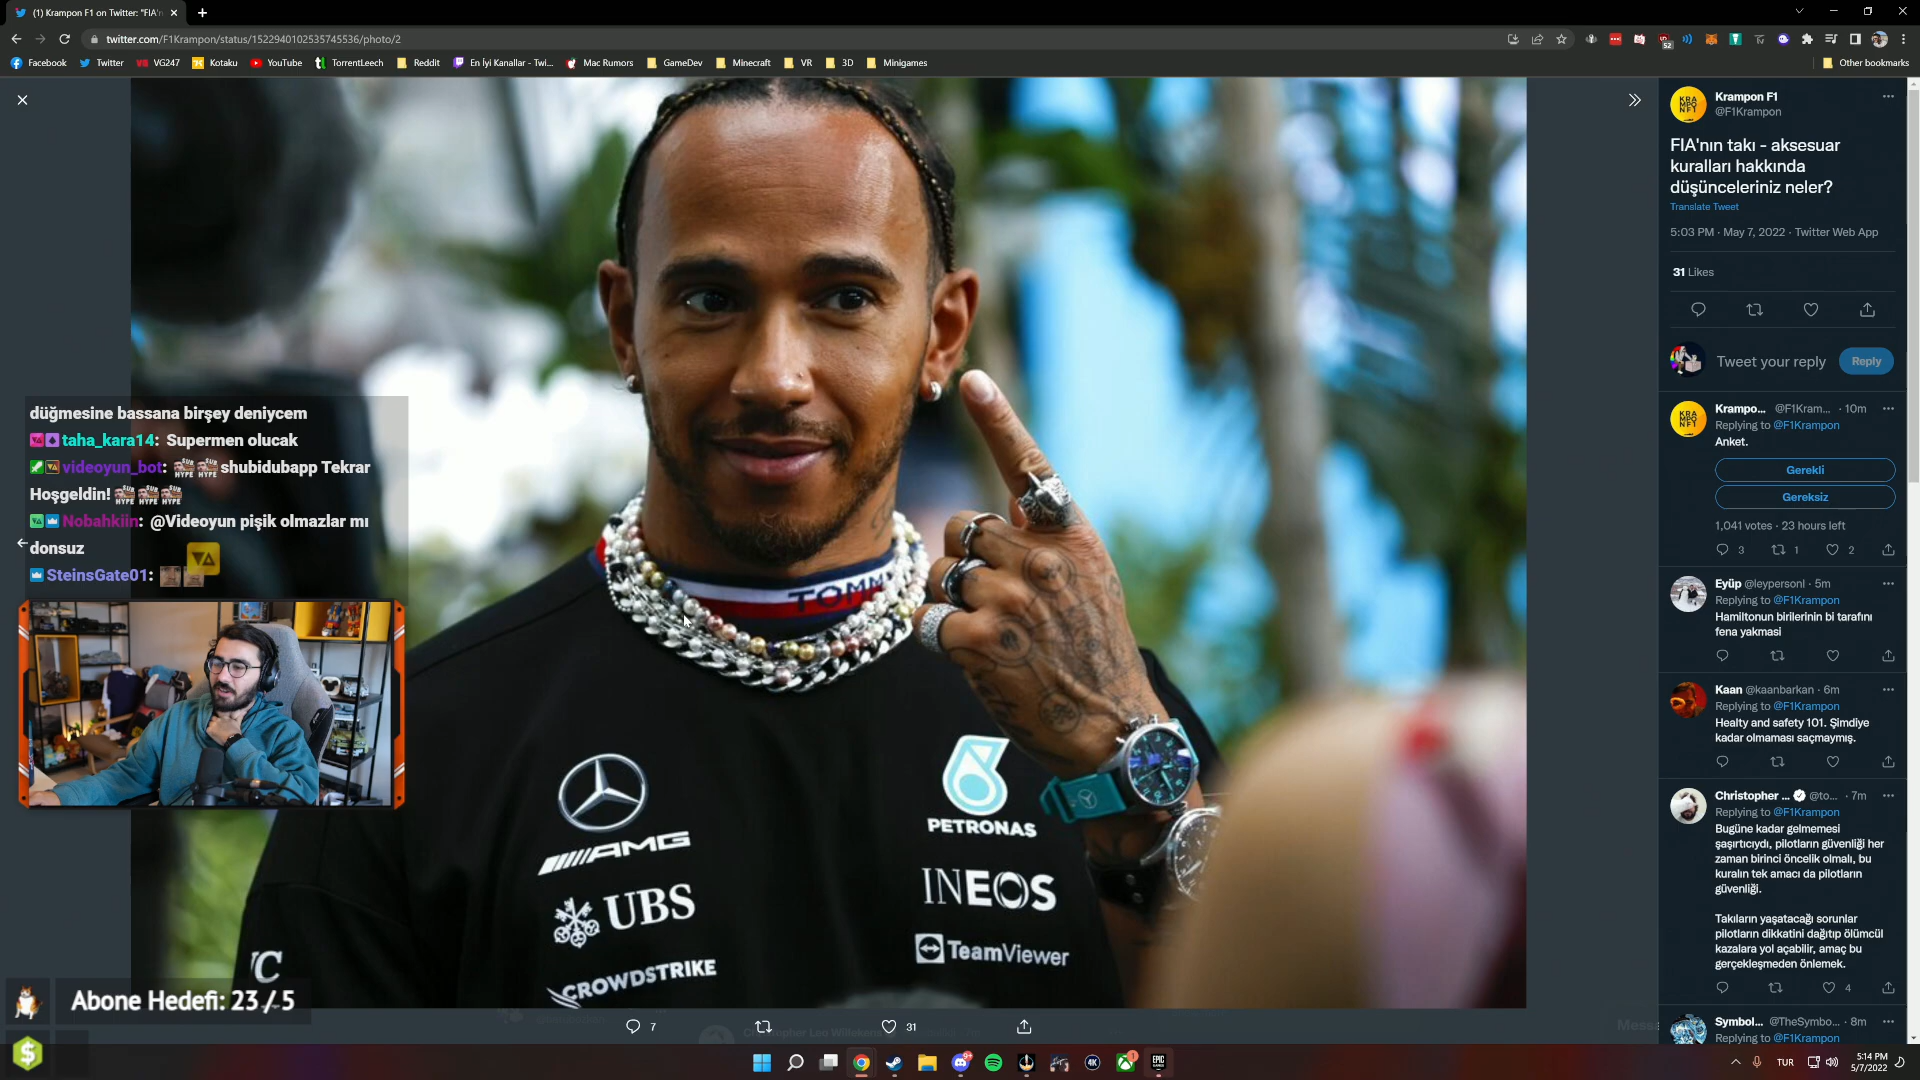 (1) Krampon F1 on Twitter: "FIA'n
twitter.com/F1Krampon/status/1522940102535745536/photo/2
52
Facebook
Twitter
VG247
Kotaku
YouTube
TorrentLeech
Reddit
En İyi Kanallar - Twi...
Mac Rumors
GameDev
Minecraft
VR
3D
Minigames
Other bookmarks
TOMMY
PETRONAS
AMG
UBS
INEOS
TeamViewer
CROWDSTRIKE
düğmesine bassana birşey deniycem
taha_kara14: Supermen olucak
videoyun_bot: shubidubapp Tekrar
Hoşgeldin!
Nobahkiin: @Videoyun pişik olmazlar mı
donsuz
SteinsGate01:
Abone Hedefi: 23 / 5
7
31
Krampon F1
@F1Krampon
FIA'nın takı - aksesuar
kuralları hakkında
düşünceleriniz neler?
Translate Tweet
5:03 PM · May 7, 2022 · Twitter Web App
31 Likes
Tweet your reply
Reply
Krampo... @F1Kram... · 10m
Replying to @F1Krampon
Anket.
Gerekli
Gereksiz
1,041 votes · 23 hours left
3 1 2
Eyüp @leypersonl · 5m
Replying to @F1Krampon
Hamiltonun birilerinin bi tarafını
fena yakması
Kaan @kaanbarkan · 6m
Replying to @F1Krampon
Healty and safety 101. Şimdiye
kadar olmaması saçmaymış.
Christopher ... @to... · 7m
Replying to @F1Krampon
Bugüne kadar gelmemesi
şaşırtıcıydı, pilotların güvenliği her
zaman birinci öncelik olmalı, bu
kuralın tek amacı da pilotların
güvenliği.
Takıların yaşatacağı sorunlar
pilotların dikkatini dağıtıp ölümcül
kazalara yol açabilir, amaç bu
gerçekleşmeden önlemek.
4
Symbol... @TheSymbo... · 8m
Replying to @F1Krampon
TUR
5:14 PM
5/7/2022